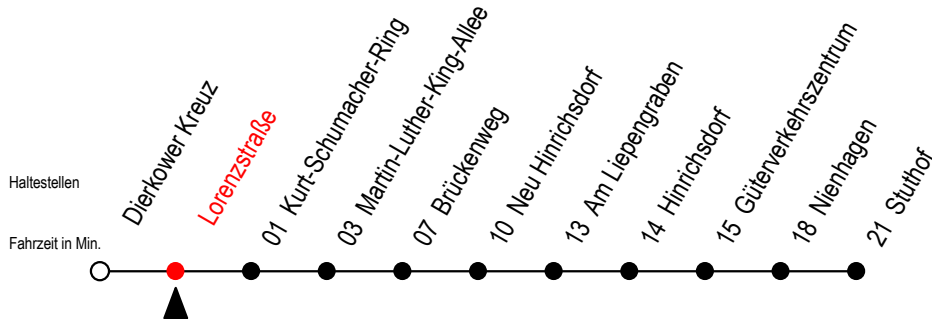 Haltestellen
Fahrzeit in Min.
Dierkower Kreuz
Lorenzstraße
01 Kurt-Schumacher-Ring
03 Martin-Luther-King-Allee
07 Brückenweg
10 Neu Hinrichsdorf
13 Am Liepengraben
14 Hinrichsdorf
15 Güterverkehrszentrum
18 Nienhagen
21 Stuthof